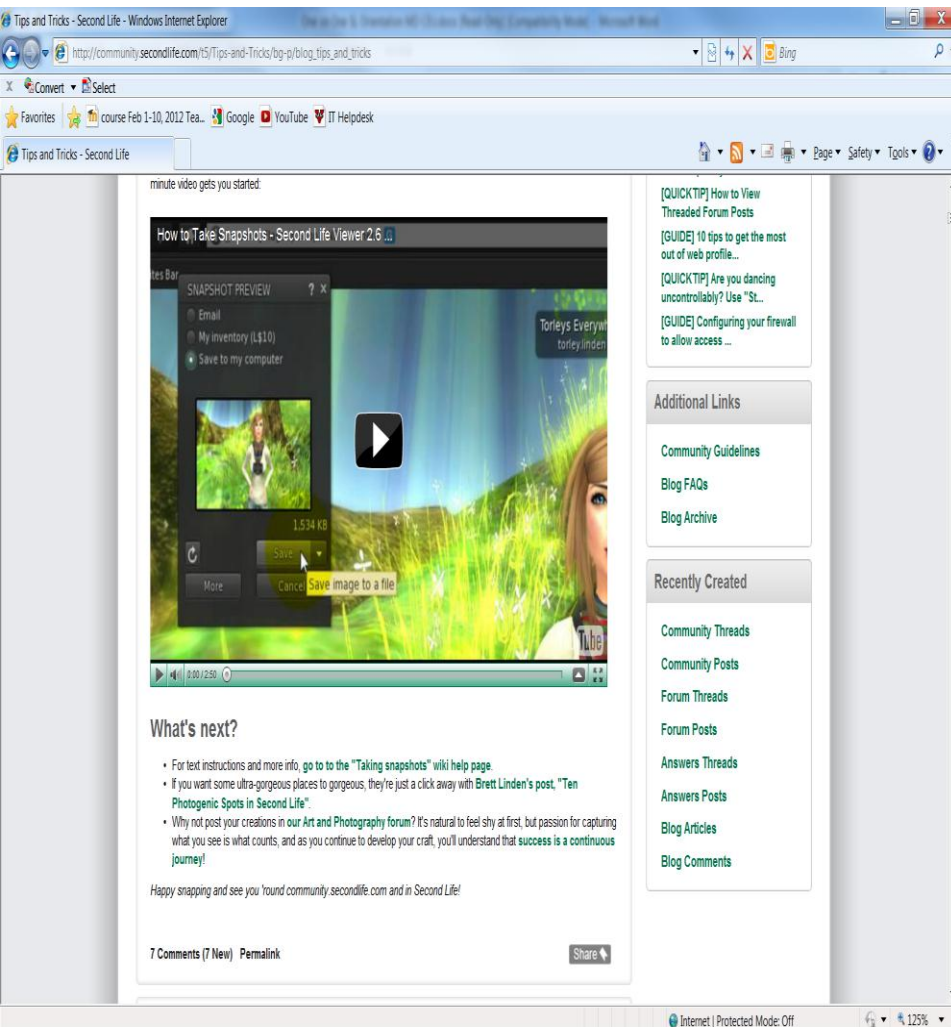 Tips and Tricks - Second Life - Windows Internet Explorer
http://community.secondlife.com/t5/Tips-and-Tricks/bg-p/blog_tips_and_tricks
Bing
X Convert Select
Favorites course Feb 1-10, 2012 Tea... Google YouTube IT Helpdesk
Tips and Tricks - Second Life
Page Safety Tools
minute video gets you started:
How to Take Snapshots - Second Life Viewer 2.6 ...
ites Bar
SNAPSHOT PREVIEW ? X
Email
My inventory (L$10)
Save to my computer
1,534 KB
Save
More Cancel
Save image to a file
Torleys Everyw
torley.linden
Tube
0:00 / 2:50
What's next?
• For text instructions and more info, go to to the "Taking snapshots" wiki help page.
• If you want some ultra-gorgeous places to gorgeous, they're just a click away with Brett Linden's post, "Ten
Photogenic Spots in Second Life".
• Why not post your creations in our Art and Photography forum? It's natural to feel shy at first, but passion for capturing
what you see is what counts, and as you continue to develop your craft, you'll understand that success is a continuous
journey!
Happy snapping and see you 'round community.secondlife.com and in Second Life!
7 Comments (7 New) Permalink
Share
[QUICKTIP] How to View
Threaded Forum Posts
[GUIDE] 10 tips to get the most
out of web profile...
[QUICKTIP] Are you dancing
uncontrollably? Use "St...
[GUIDE] Configuring your firewall
to allow access ...
Additional Links
Community Guidelines
Blog FAQs
Blog Archive
Recently Created
Community Threads
Community Posts
Forum Threads
Forum Posts
Answers Threads
Answers Posts
Blog Articles
Blog Comments
Internet | Protected Mode: Off
125%